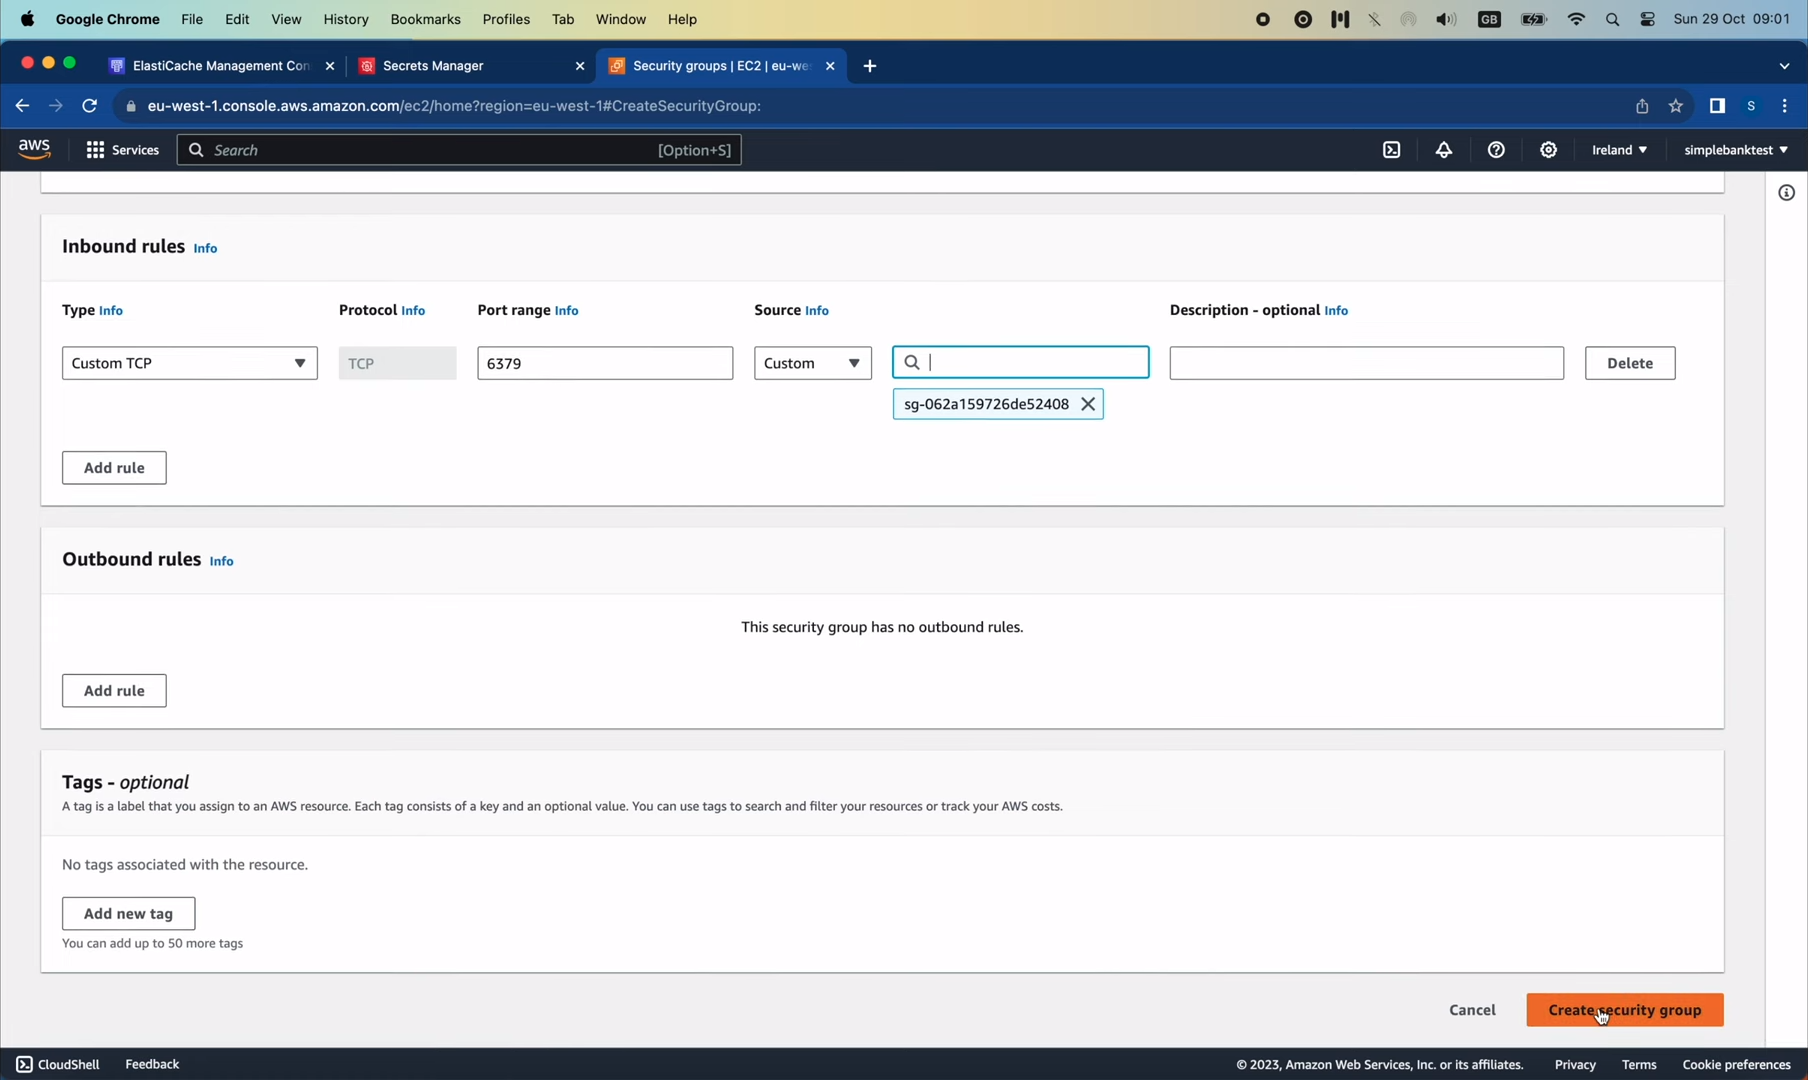 Google Chrome File Edit View History Bookmarks Profiles Tab Window Help GB Sun 29 Oct 09:01
ElastiCache Management Con Secrets Manager Security groups | EC2 | eu-we
eu-west-1.console.aws.amazon.com/ec2/home?region=eu-west-1#CreateSecurityGroup: S
aws Services Search [Option+S] Ireland simplebanktest
Inbound rules Info
Type Info Protocol Info Port range Info Source Info Description - optional Info
Custom TCP TCP 6379 Custom Delete
sg-062a159726de52408
Add rule
Outbound rules Info
This security group has no outbound rules.
Add rule
Tags - optional
A tag is a label that you assign to an AWS resource. Each tag consists of a key and an optional value. You can use tags to search and filter your resources or track your AWS costs.
No tags associated with the resource.
Add new tag
You can add up to 50 more tags
Cancel Create security group
CloudShell Feedback © 2023, Amazon Web Services, Inc. or its affiliates. Privacy Terms Cookie preferences